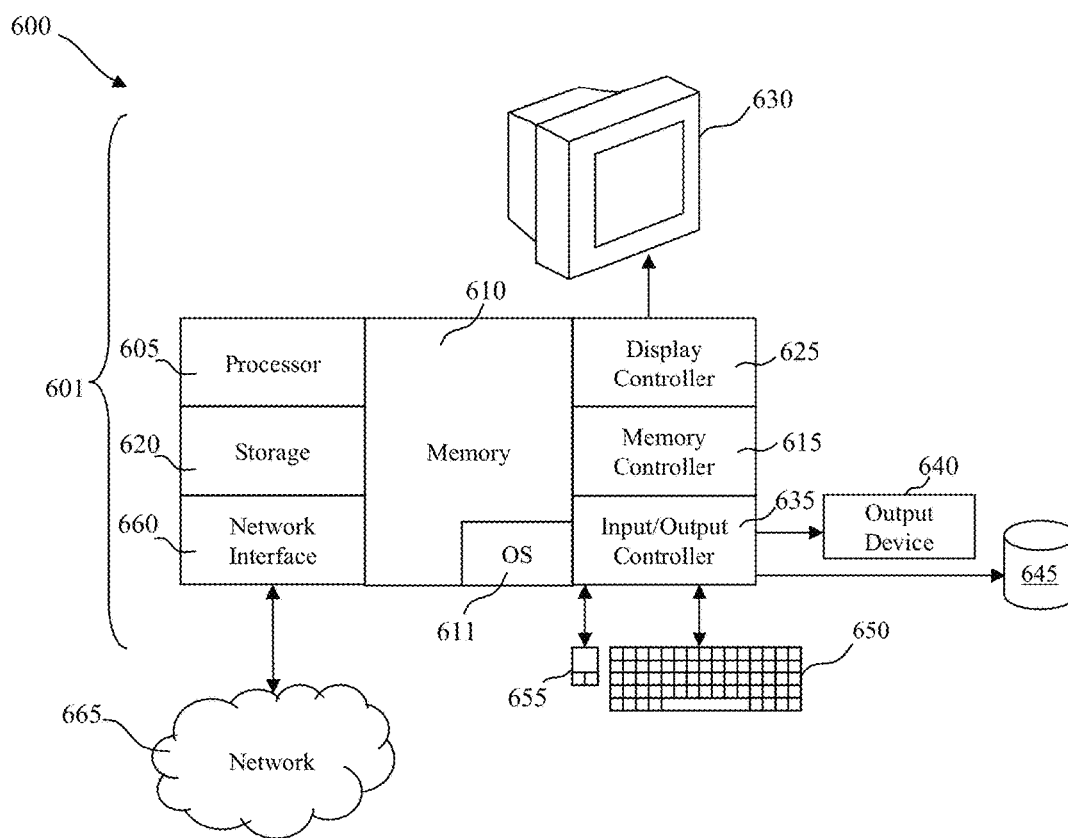 600
630
610
605
Processor
Display
Controller
625
601
620
Storage
Memory
Memory
Controller
615
640
660
Network
Interface
OS
Input/Output
Controller
635
Output
Device
645
611
650
655
665
Network